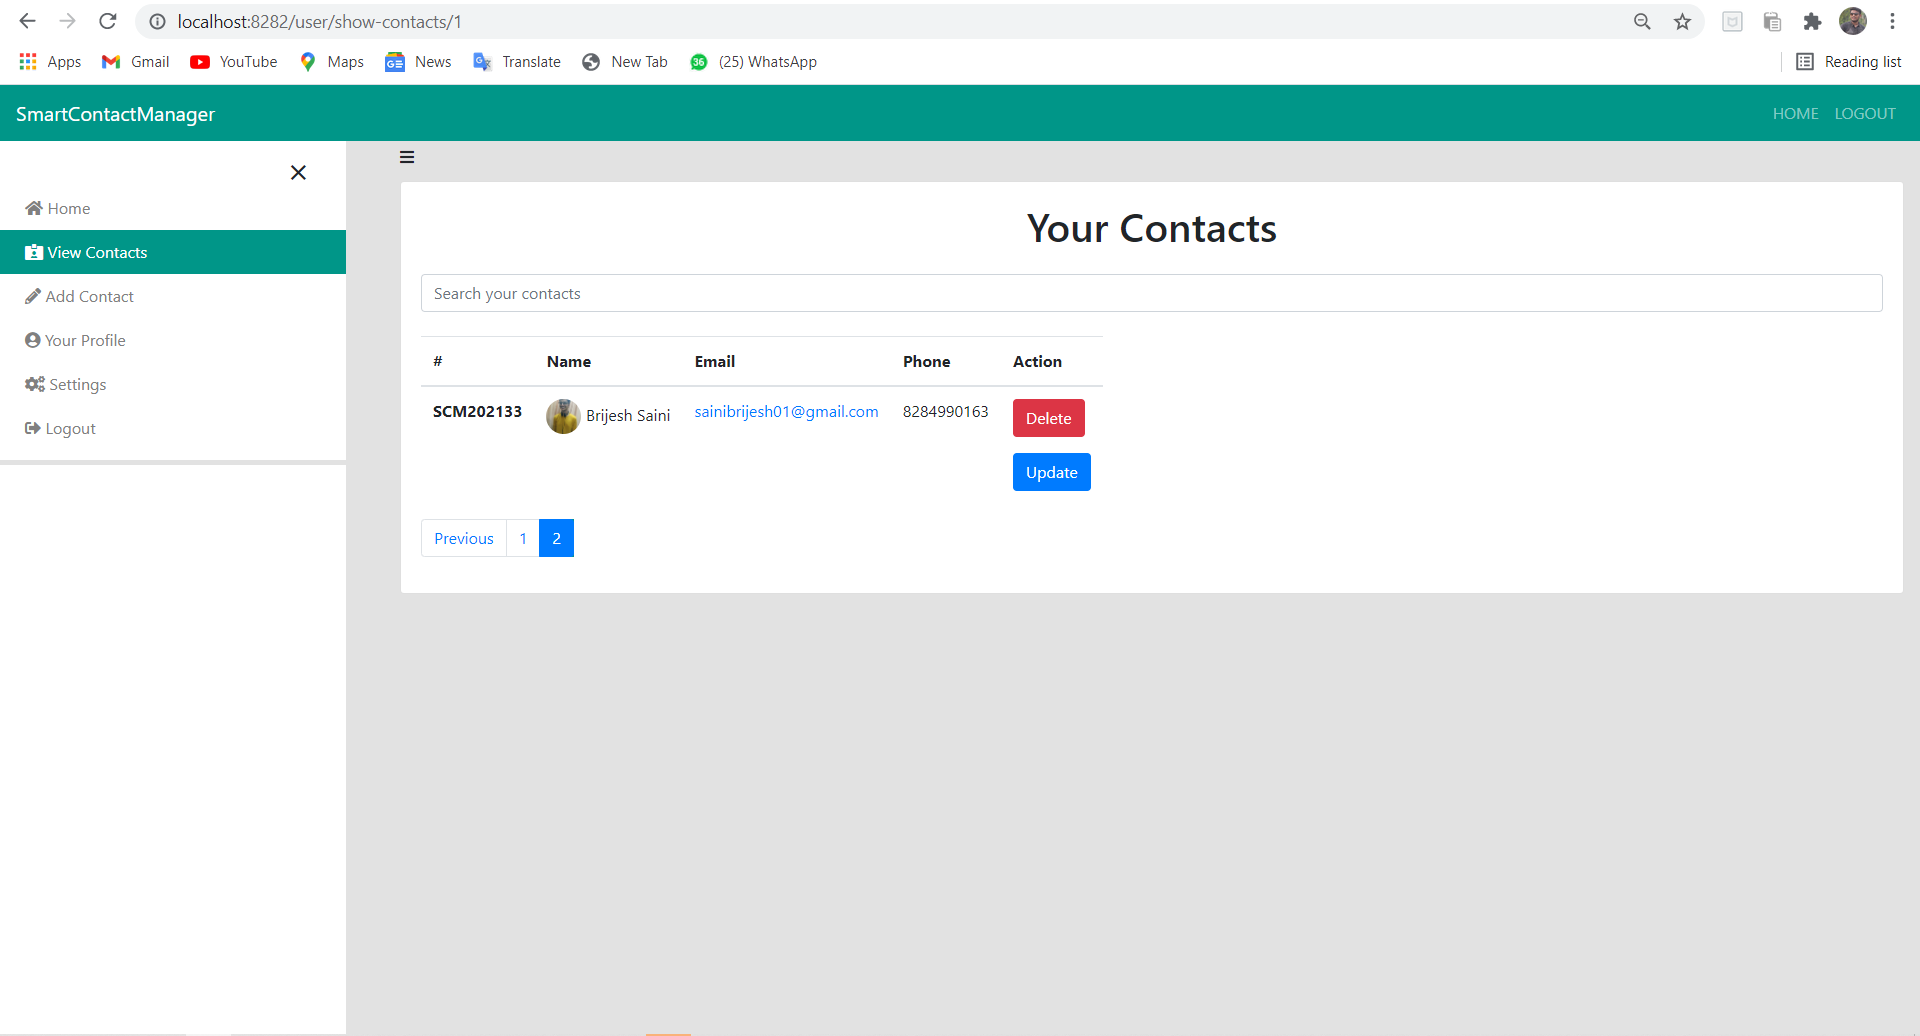 localhost:8282/user/show-contacts/1
Apps Gmail YouTube Maps News Translate New Tab 36 (25) WhatsApp Reading list
SmartContactManager HOME LOGOUT
Home
View Contacts
Add Contact
Your Profile
Settings
Logout
Your Contacts
Search your contacts
# Name Email Phone Action
SCM202133 Brijesh Saini sainibrijesh01@gmail.com 8284990163 Delete
Update
Previous 1 2